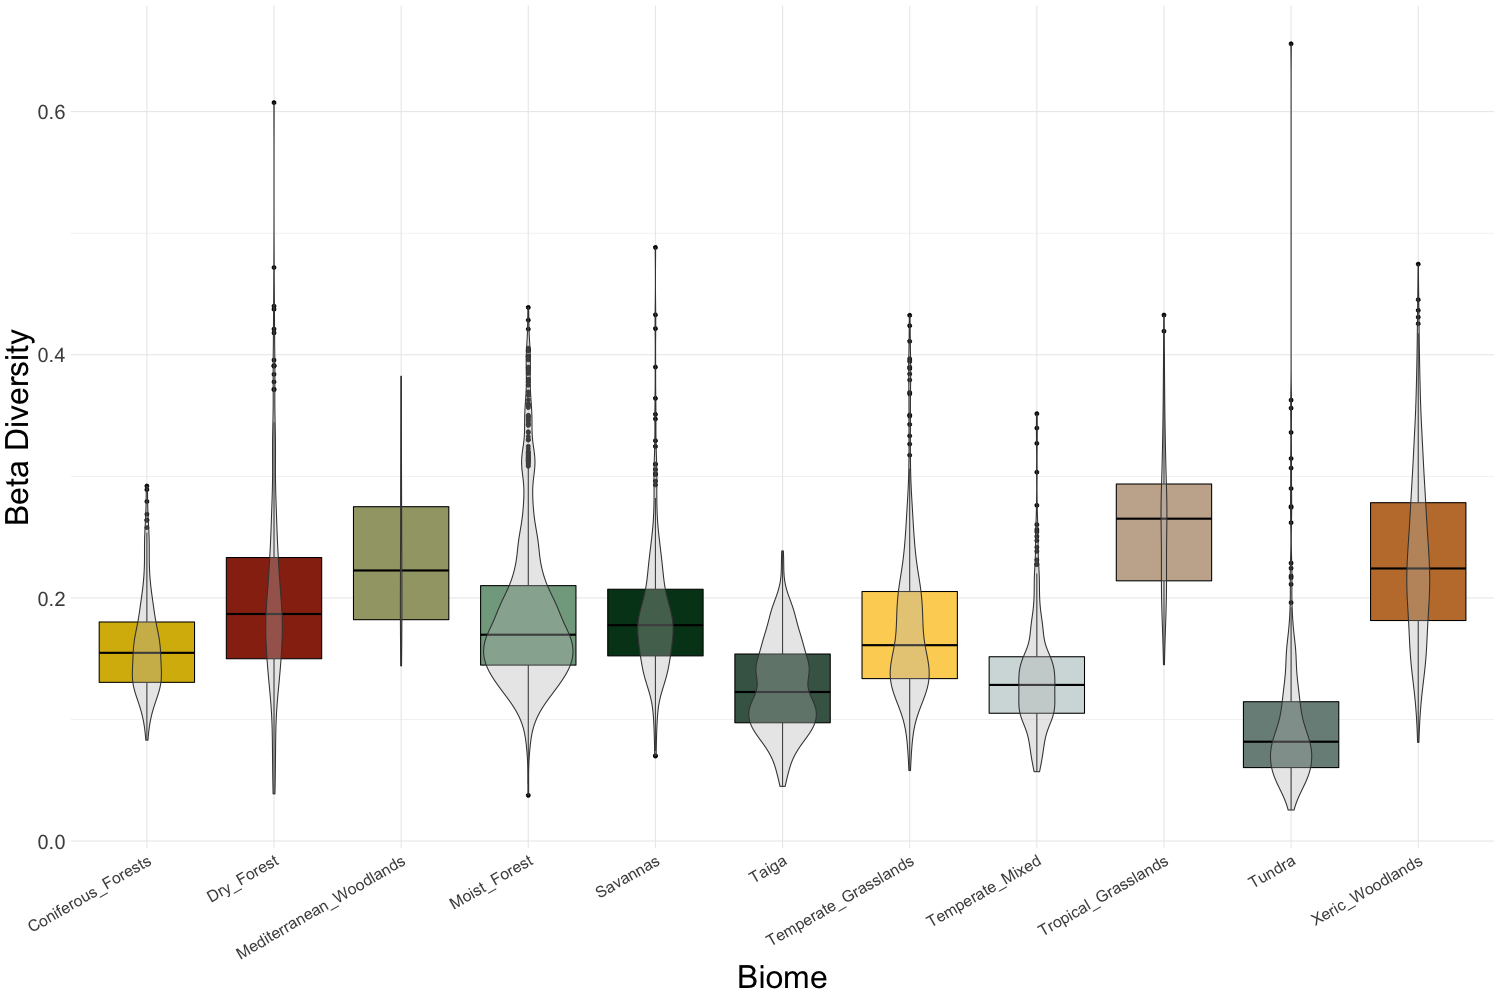 Beta Diversity
0.6
0.4
0.2
0.0
Coniferous_Forests
Dry_Forest
Mediterranean_Woodlands
Moist_Forest
Savannas
Taiga
Temperate_Grasslands
Temperate_Mixed
Tropical_Grasslands
Tundra
Xeric_Woodlands
Biome